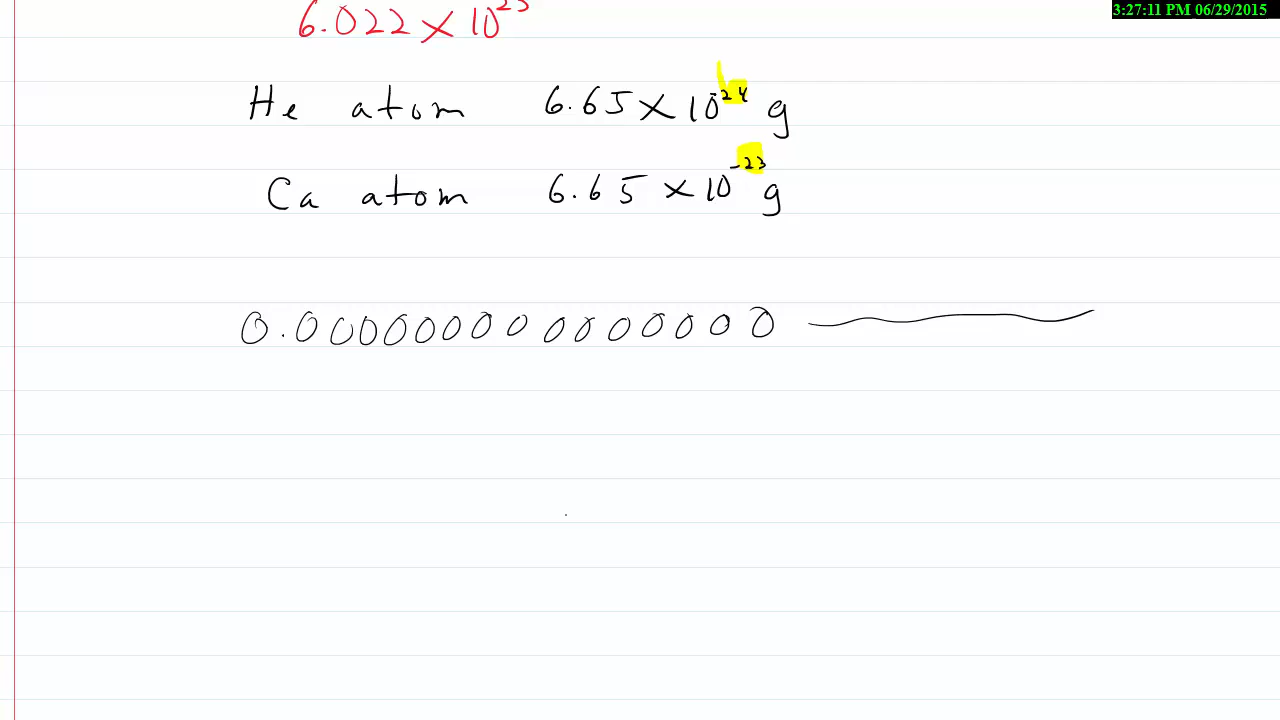 3:27:11 PM 06/29/2015
6.022 × 10²³
He atom 6.65 × 10⁻²⁴ g
Ca atom 6.65 × 10⁻²³ g
0.000000000000000